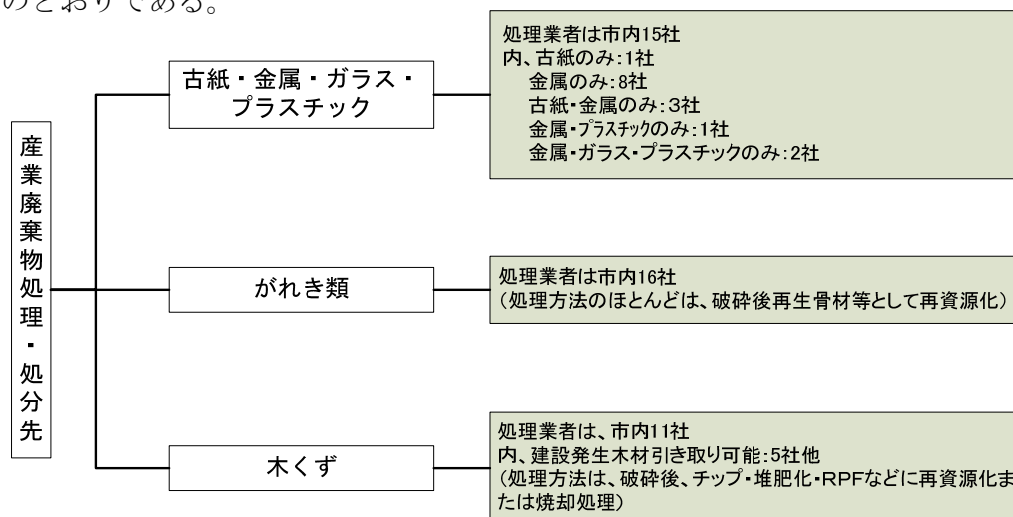 のとおりである。
産業廃棄物処理・処分先
古紙・金属・ガラス・
プラスチック
処理業者は市内15社
内、古紙のみ:1社
金属のみ:8社
古紙・金属のみ:3社
金属・プラスチックのみ:1社
金属・ガラス・プラスチックのみ:2社
がれき類
処理業者は市内16社
(処理方法のほとんどは、破砕後再生骨材等として再資源化)
木くず
処理業者は、市内11社
内、建設発生木材引き取り可能:5社他
(処理方法は、破砕後、チップ・堆肥化・RPFなどに再資源化ま
たは焼却処理)